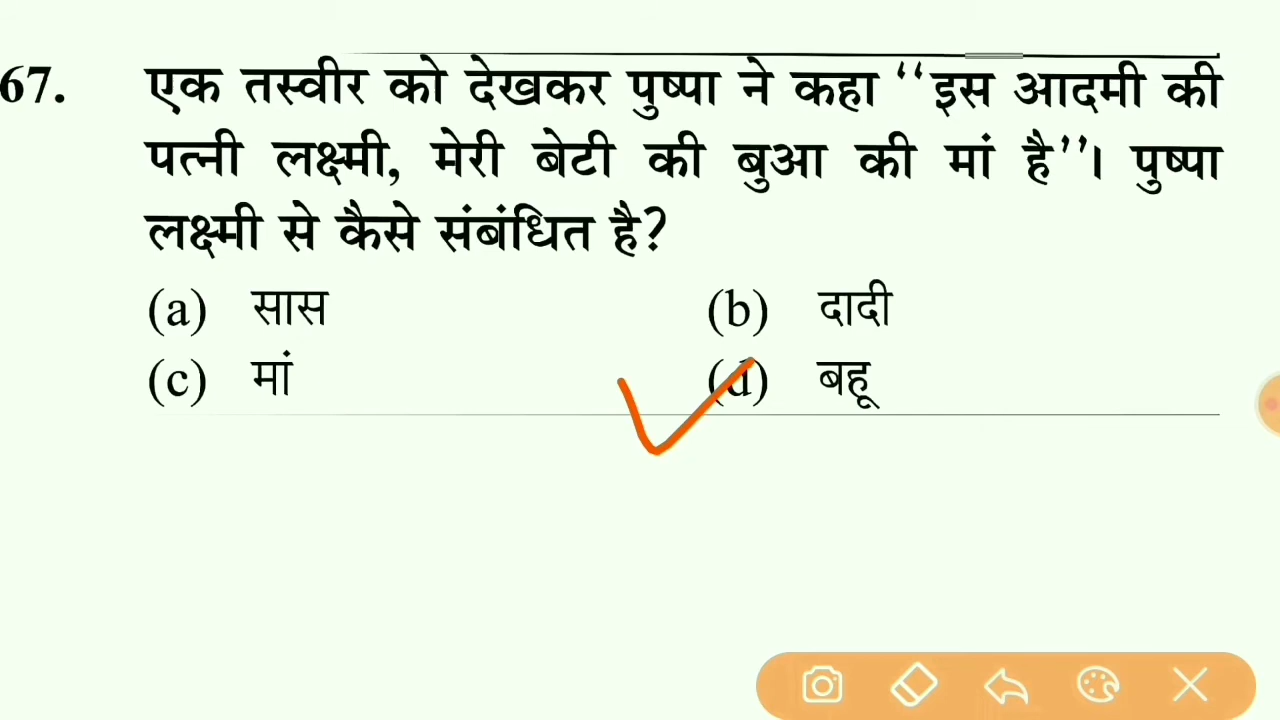 67. एक तस्वीर को देखकर पुष्पा ने कहा ‘‘इस आदमी की
पत्नी लक्ष्मी, मेरी बेटी की बुआ की मां है’’। पुष्पा
लक्ष्मी से कैसे संबंधित है?
(a) सास (b) दादी
(c) मां (d) बहू